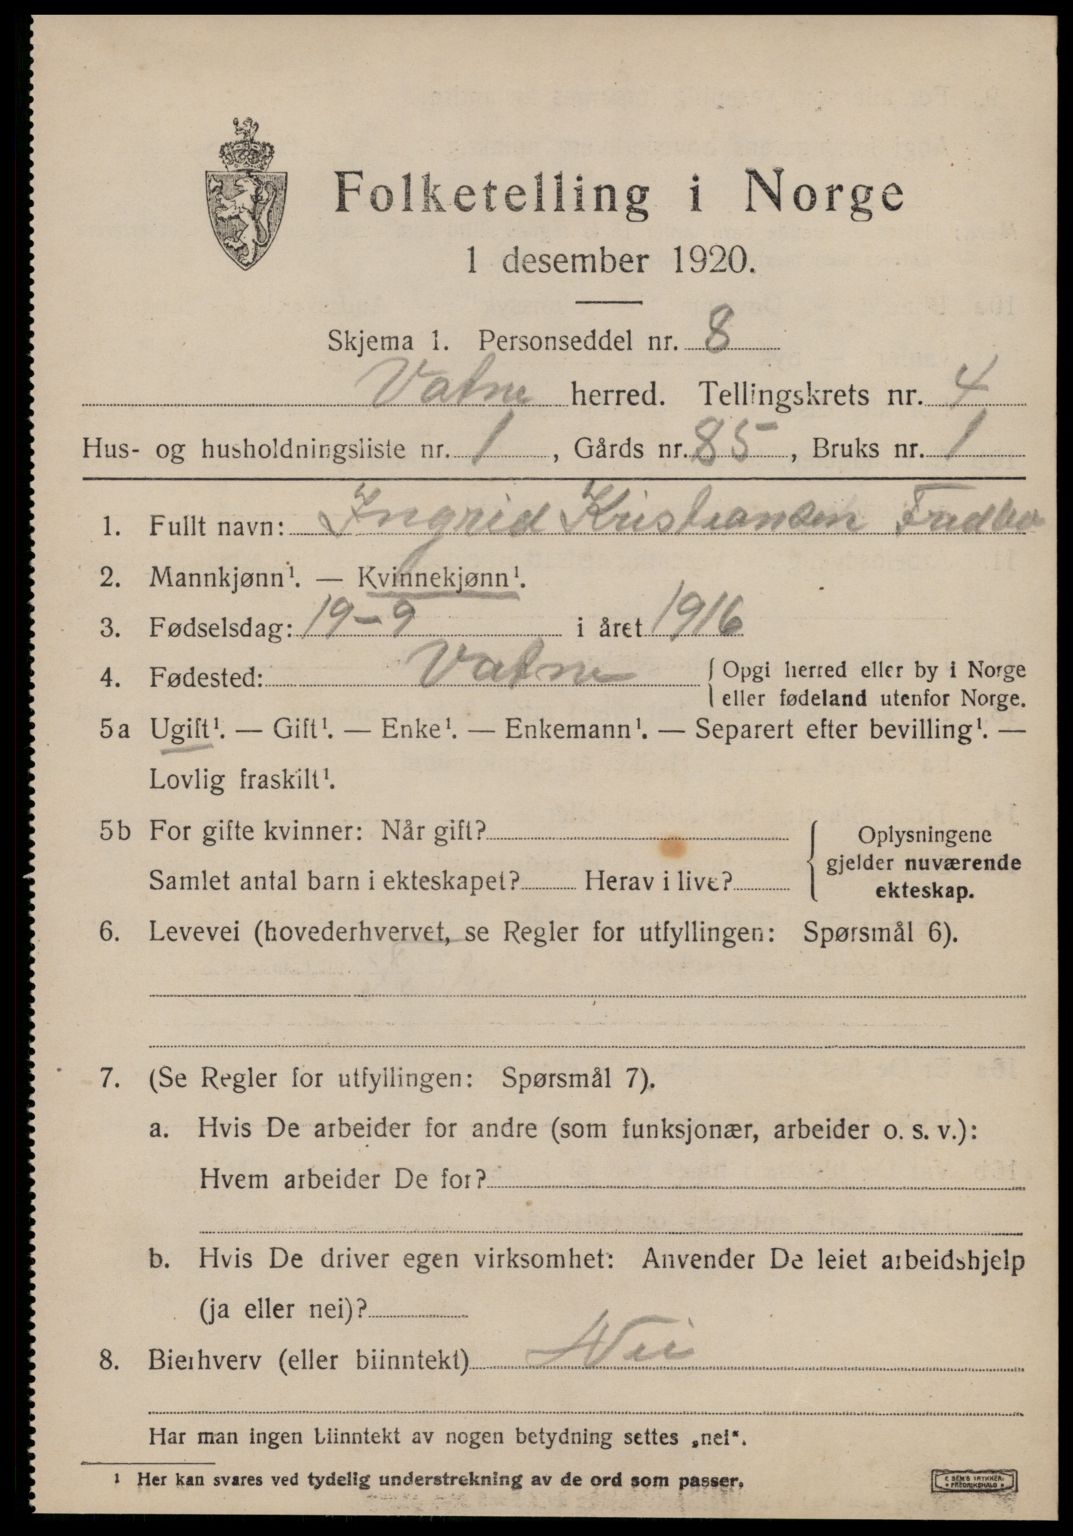 Folketelling i Norge
1 desember 1920.
Skjema 1. Personseddel nr. 8
Vatne herred. Tellingskrets nr. 4
Hus- og husholdningsliste nr. 1, Gårds nr. 85, Bruks nr. 1
1. Fullt navn: Ingrid Kristiansen
2. Mannkjønn¹. — Kvinnekjønn¹.
3. Fødselsdag: 19-9 i året 1916
4. Fødested: Vatne
{ Opgi herred eller by i Norge
eller fødeland utenfor Norge.
5a Ugift¹. — Gift¹. — Enke¹. — Enkemann¹. — Separert efter bevilling¹. —
Lovlig fraskilt¹.
5b For gifte kvinner: Når gift?
Samlet antal barn i ekteskapet? Herav i live?
{ Oplysningene
gjelder nuværende
ekteskap.
6. Levevei (hovederhvervet, se Regler for utfyllingen: Spørsmål 6).
7. (Se Regler for utfyllingen: Spørsmål 7).
a. Hvis De arbeider for andre (som funksjonær, arbeider o. s. v.):
Hvem arbeider De for?
b. Hvis De driver egen virksomhet: Anvender De leiet arbeidshjelp
(ja eller nei)?
8. Bierhverv (eller biinntekt) Nei
Har man ingen biinntekt av nogen betydning settes „nei".
¹ Her kan svares ved tydelig understrekning av de ord som passer.
E. SEM'S TRYKKERI
FREDRIKSHALD